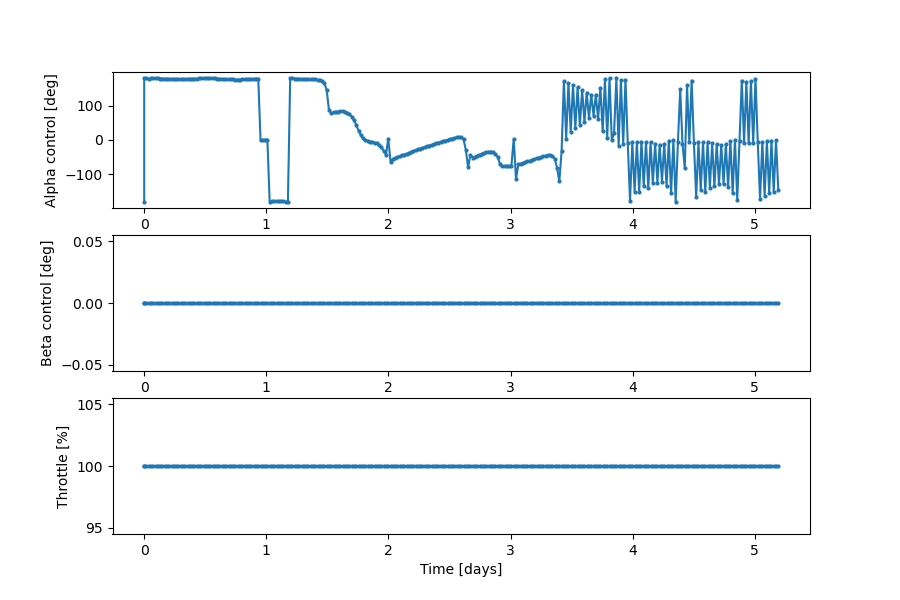 Alpha control [deg]
100
0
−100
0 1 2 3 4 5
Beta control [deg]
0.05
0.00
−0.05
0 1 2 3 4 5
Throttle [%]
105
100
95
0 1 2 3 4 5
Time [days]